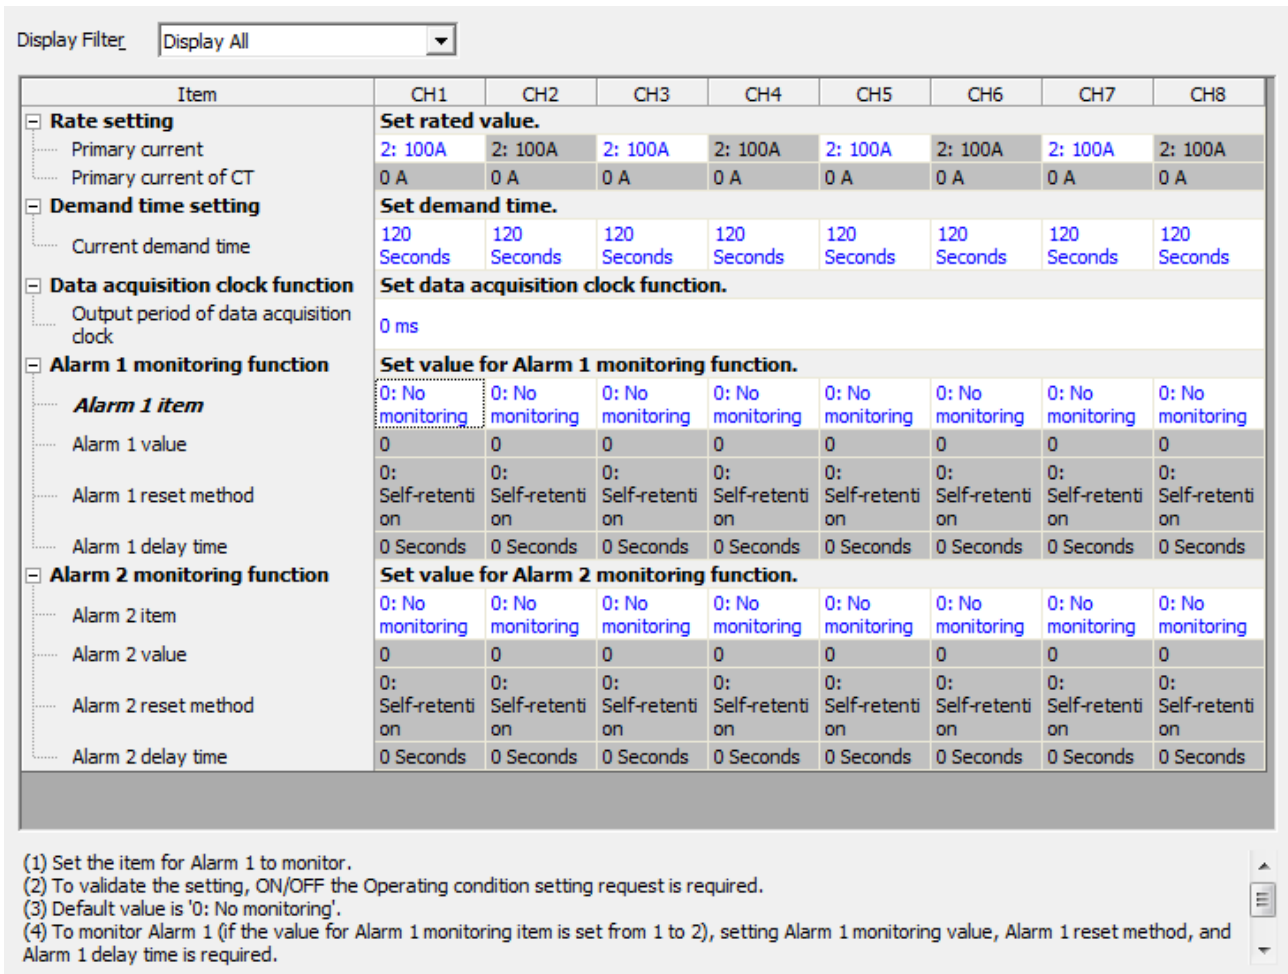 Display Filter Display All
Item CH1 CH2 CH3 CH4 CH5 CH6 CH7 CH8
Rate setting Set rated value.
Primary current 2: 100A 2: 100A 2: 100A 2: 100A 2: 100A 2: 100A 2: 100A 2: 100A
Primary current of CT 0 A 0 A 0 A 0 A 0 A 0 A 0 A 0 A
Demand time setting Set demand time.
Current demand time 120 Seconds 120 Seconds 120 Seconds 120 Seconds 120 Seconds 120 Seconds 120 Seconds 120 Seconds
Data acquisition clock function Set data acquisition clock function.
Output period of data acquisition clock 0 ms
Alarm 1 monitoring function Set value for Alarm 1 monitoring function.
Alarm 1 item 0: No monitoring 0: No monitoring 0: No monitoring 0: No monitoring 0: No monitoring 0: No monitoring 0: No monitoring 0: No monitoring
Alarm 1 value 0 0 0 0 0 0 0 0
Alarm 1 reset method 0: Self-retention 0: Self-retention 0: Self-retention 0: Self-retention 0: Self-retention 0: Self-retention 0: Self-retention 0: Self-retention
Alarm 1 delay time 0 Seconds 0 Seconds 0 Seconds 0 Seconds 0 Seconds 0 Seconds 0 Seconds 0 Seconds
Alarm 2 monitoring function Set value for Alarm 2 monitoring function.
Alarm 2 item 0: No monitoring 0: No monitoring 0: No monitoring 0: No monitoring 0: No monitoring 0: No monitoring 0: No monitoring 0: No monitoring
Alarm 2 value 0 0 0 0 0 0 0 0
Alarm 2 reset method 0: Self-retention 0: Self-retention 0: Self-retention 0: Self-retention 0: Self-retention 0: Self-retention 0: Self-retention 0: Self-retention
Alarm 2 delay time 0 Seconds 0 Seconds 0 Seconds 0 Seconds 0 Seconds 0 Seconds 0 Seconds 0 Seconds
(1) Set the item for Alarm 1 to monitor.
(2) To validate the setting, ON/OFF the Operating condition setting request is required.
(3) Default value is '0: No monitoring'.
(4) To monitor Alarm 1 (if the value for Alarm 1 monitoring item is set from 1 to 2), setting Alarm 1 monitoring value, Alarm 1 reset method, and
Alarm 1 delay time is required.